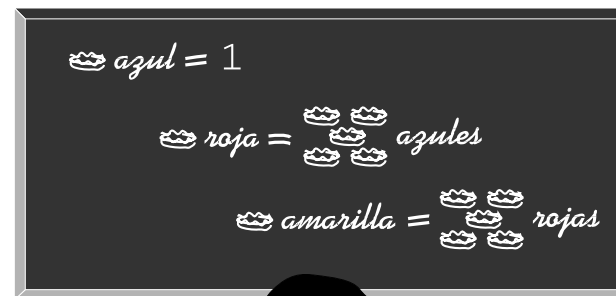 azul = 1
roja = azules
amarilla = rojas